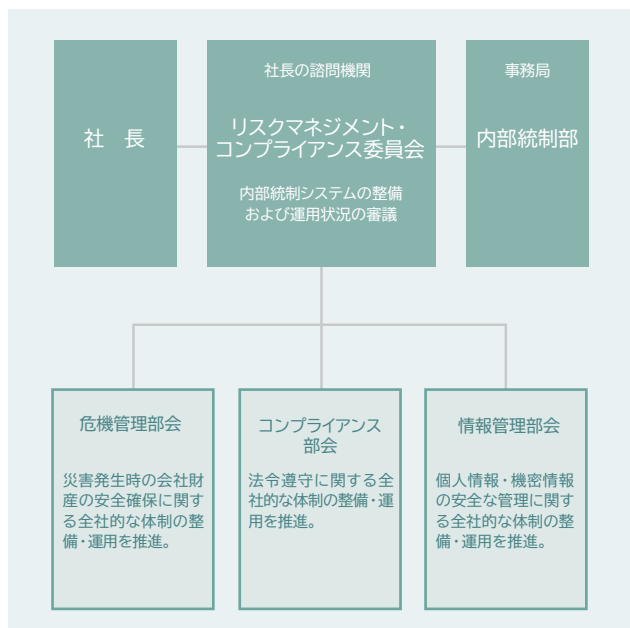 社　長
社長の諮問機関
リスクマネジメント・
コンプライアンス委員会
内部統制システムの整備
および運用状況の審議
事務局
内部統制部
危機管理部会
災害発生時の会社財
産の安全確保に関す
る全社的な体制の整
備・運用を推進。
コンプライアンス
部会
法令遵守に関する全
社的な体制の整備・運
用を推進。
情報管理部会
個人情報・機密情報
の安全な管理に関す
る全社的な体制の整
備・運用を推進。